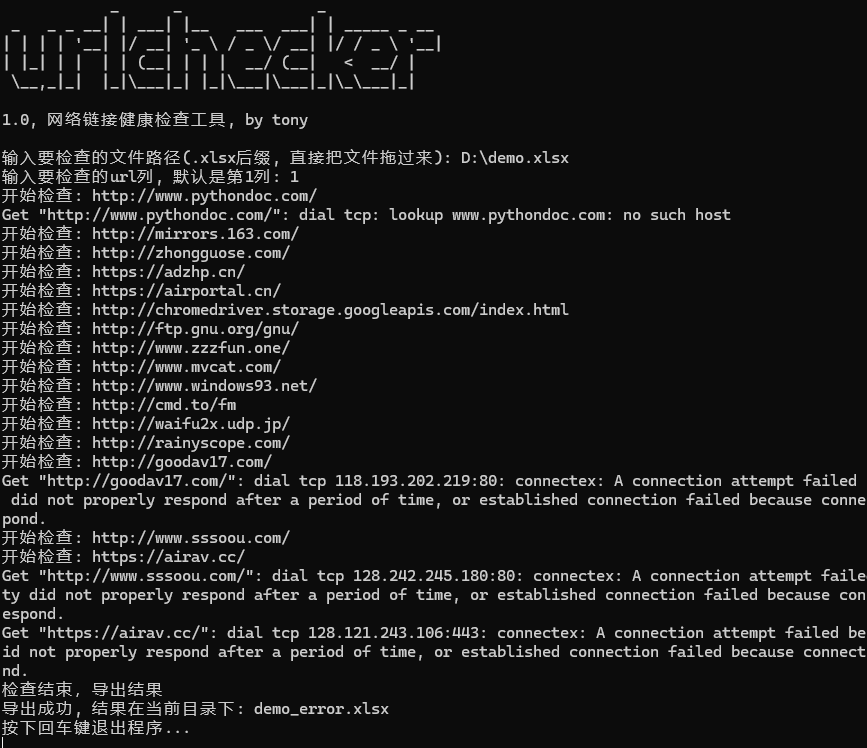 urlchecker
1.0, 网络链接健康检查工具, by tony
输入要检查的文件路径(.xlsx后缀, 直接把文件拖过来): D:\demo.xlsx
输入要检查的url列, 默认是第1列: 1
开始检查: http://www.pythondoc.com/
Get "http://www.pythondoc.com/": dial tcp: lookup www.pythondoc.com: no such host
开始检查: http://mirrors.163.com/
开始检查: http://zhongguose.com/
开始检查: https://adzhp.cn/
开始检查: https://airportal.cn/
开始检查: http://chromedriver.storage.googleapis.com/index.html
开始检查: http://ftp.gnu.org/gnu/
开始检查: http://www.zzzfun.one/
开始检查: http://www.mvcat.com/
开始检查: http://www.windows93.net/
开始检查: http://cmd.to/fm
开始检查: http://waifu2x.udp.jp/
开始检查: http://rainyscope.com/
开始检查: http://goodav17.com/
Get "http://goodav17.com/": dial tcp 118.193.202.219:80: connectex: A connection attempt failed
did not properly respond after a period of time, or established connection failed because conne
pond.
开始检查: http://www.sssoou.com/
开始检查: https://airav.cc/
Get "http://www.sssoou.com/": dial tcp 128.242.245.180:80: connectex: A connection attempt faile
ty did not properly respond after a period of time, or established connection failed because con
espond.
Get "https://airav.cc/": dial tcp 128.121.243.106:443: connectex: A connection attempt failed be
id not properly respond after a period of time, or established connection failed because connect
nd.
检查结束, 导出结果
导出成功, 结果在当前目录下: demo_error.xlsx
按下回车键退出程序...